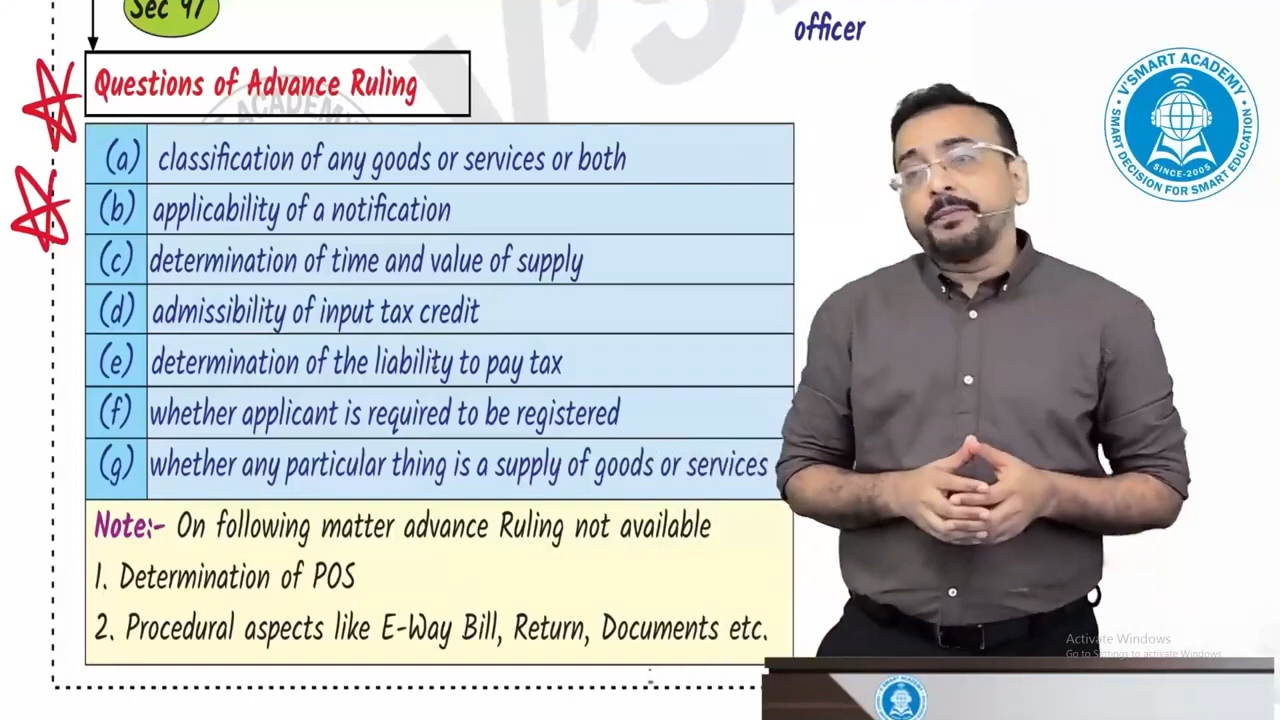 Sec 97
officer
Questions of Advance Ruling
(a) classification of any goods or services or both
(b) applicability of a notification
(c) determination of time and value of supply
(d) admissibility of input tax credit
(e) determination of the liability to pay tax
(f) whether applicant is required to be registered
(g) whether any particular thing is a supply of goods or services
Note:- On following matter advance Ruling not available
1. Determination of POS
2. Procedural aspects like E-Way Bill, Return, Documents etc.
V'SMART ACADEMY
SINCE-2005
SMART DECISION FOR SMART EDUCATION
Activate Windows
Go to Settings to activate Windows.